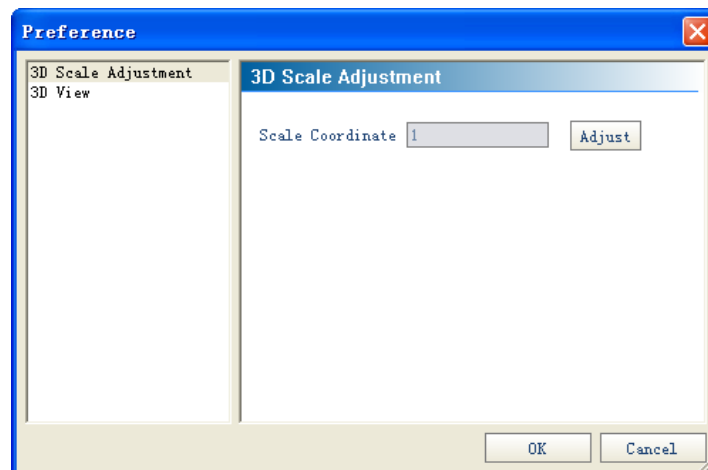 Preference
3D Scale Adjustment
3D View
3D Scale Adjustment
Scale Coordinate 1 Adjust
OK Cancel